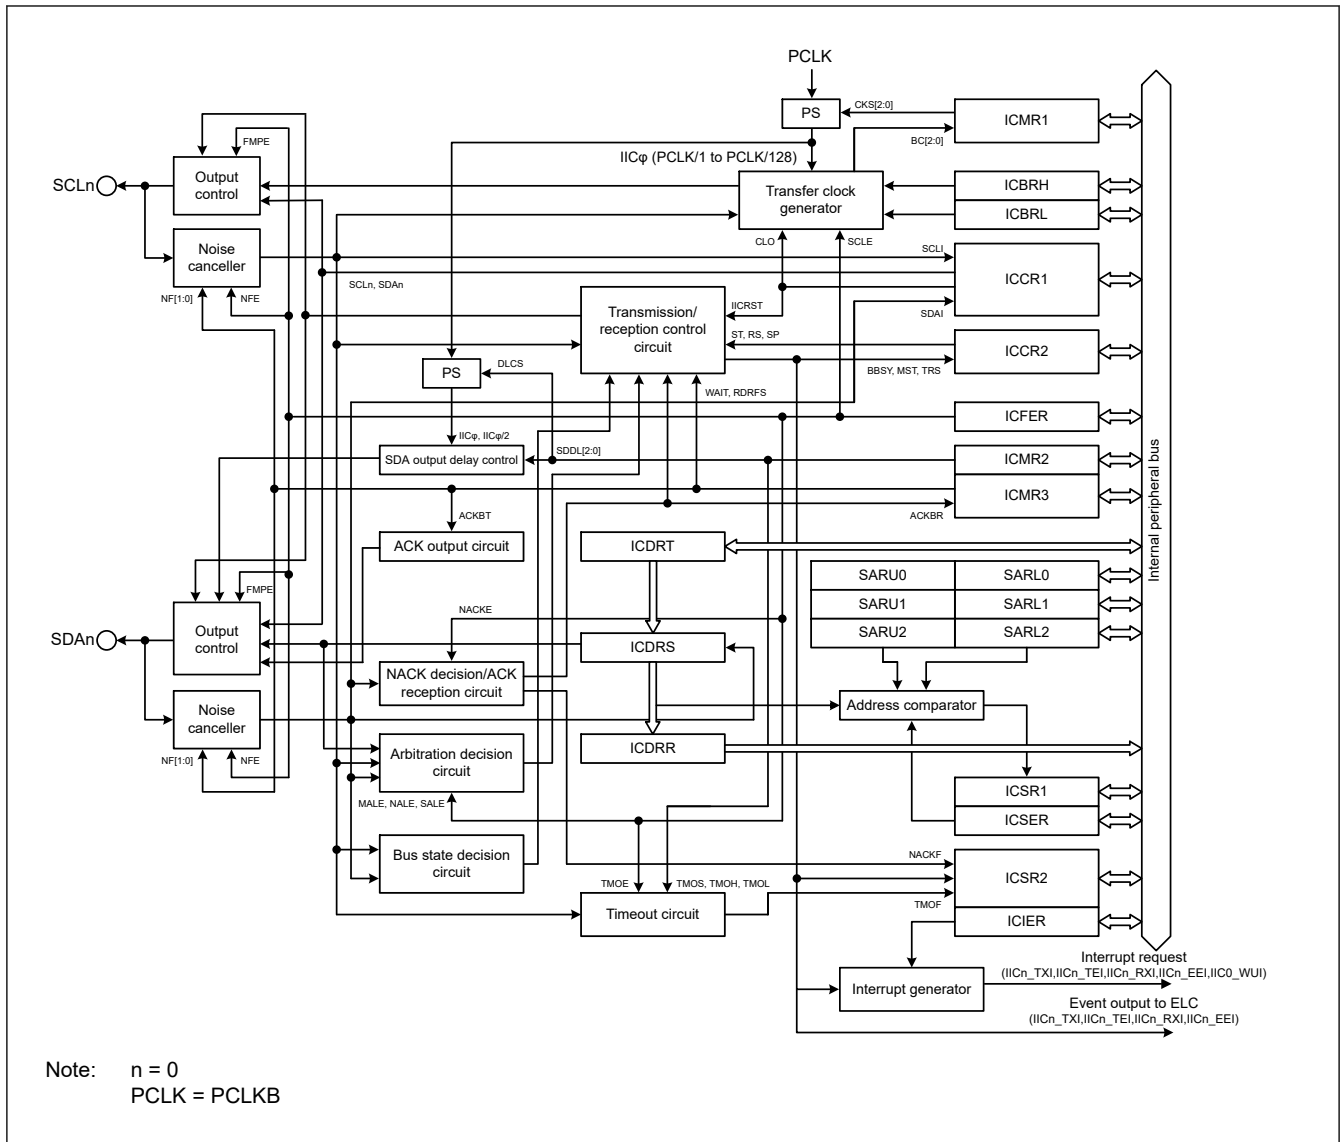 PCLK
PS
CKS[2:0]
ICMR1
BC[2:0]
FMPE
IICφ (PCLK/1 to PCLK/128)
SCLn
Output
control
Transfer clock
generator
ICBRH
ICBRL
Noise
canceller
CLO
SCLE
SCLI
ICCR1
NF[1:0]
NFE
SCLn, SDAn
IICRST
SDAI
Transmission/
reception control
circuit
ST, RS, SP
ICCR2
BBSY, MST, TRS
PS
DLCS
WAIT, RDRFS
ICFER
IICφ, IICφ/2
SDA output delay control
SDDL[2:0]
ICMR2
ICMR3
ACKBT
ACKBR
ACK output circuit
ICDRT
Internal peripheral bus
SARU0
SARL0
FMPE
SARU1
SARL1
NACKE
SDAn
Output
control
ICDRS
SARU2
SARL2
NACK decision/ACK
reception circuit
Address comparator
Noise
canceller
ICDRR
NF[1:0]
NFE
Arbitration decision
circuit
ICSR1
MALE, NALE, SALE
ICSER
Bus state decision
circuit
NACKF
ICSR2
TMOE
TMOS, TMOH, TMOL
TMOF
Timeout circuit
ICIER
Interrupt request
(IICn_TXI,IICn_TEI,IICn_RXI,IICn_EEI,IIC0_WUI)
Interrupt generator
Event output to ELC
(IICn_TXI,IICn_TEI,IICn_RXI,IICn_EEI)
Note: n = 0
PCLK = PCLKB